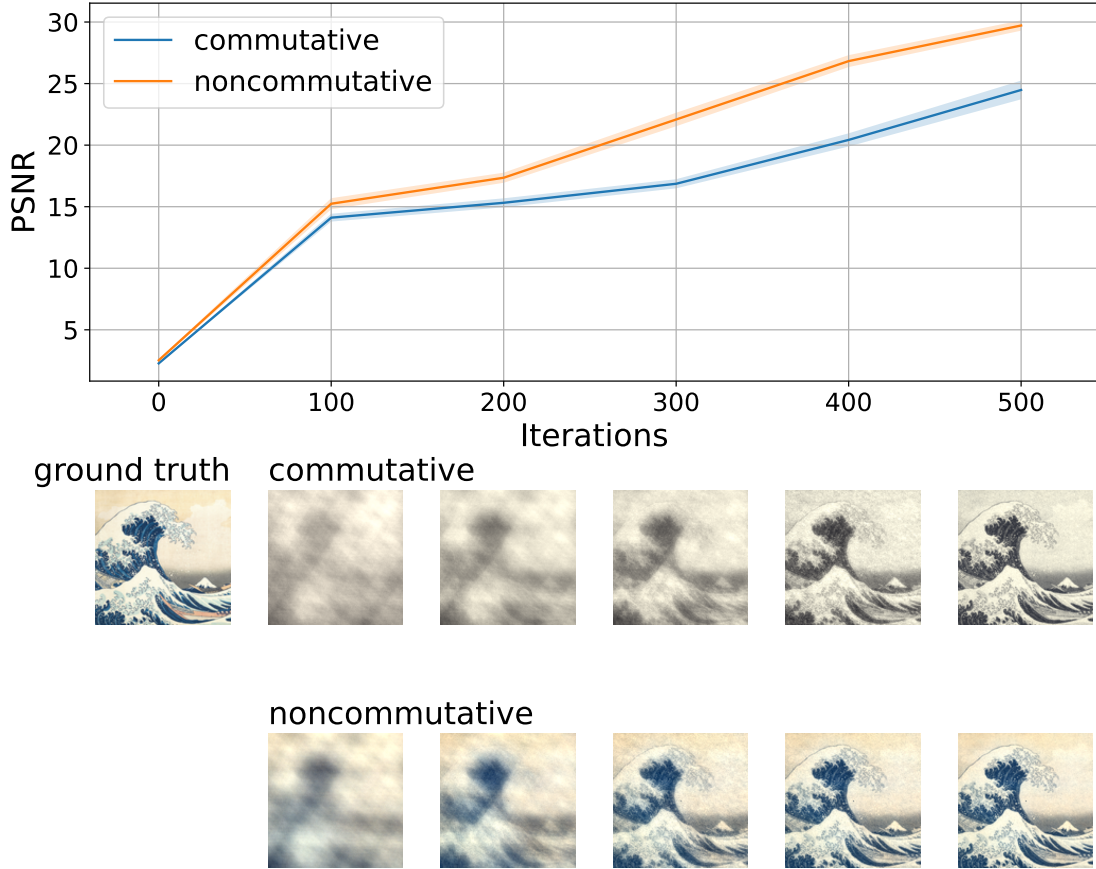 30
25
20
15
10
5
PSNR
commutative
noncommutative
0 100 200 300 400 500
Iterations
ground truth commutative
noncommutative